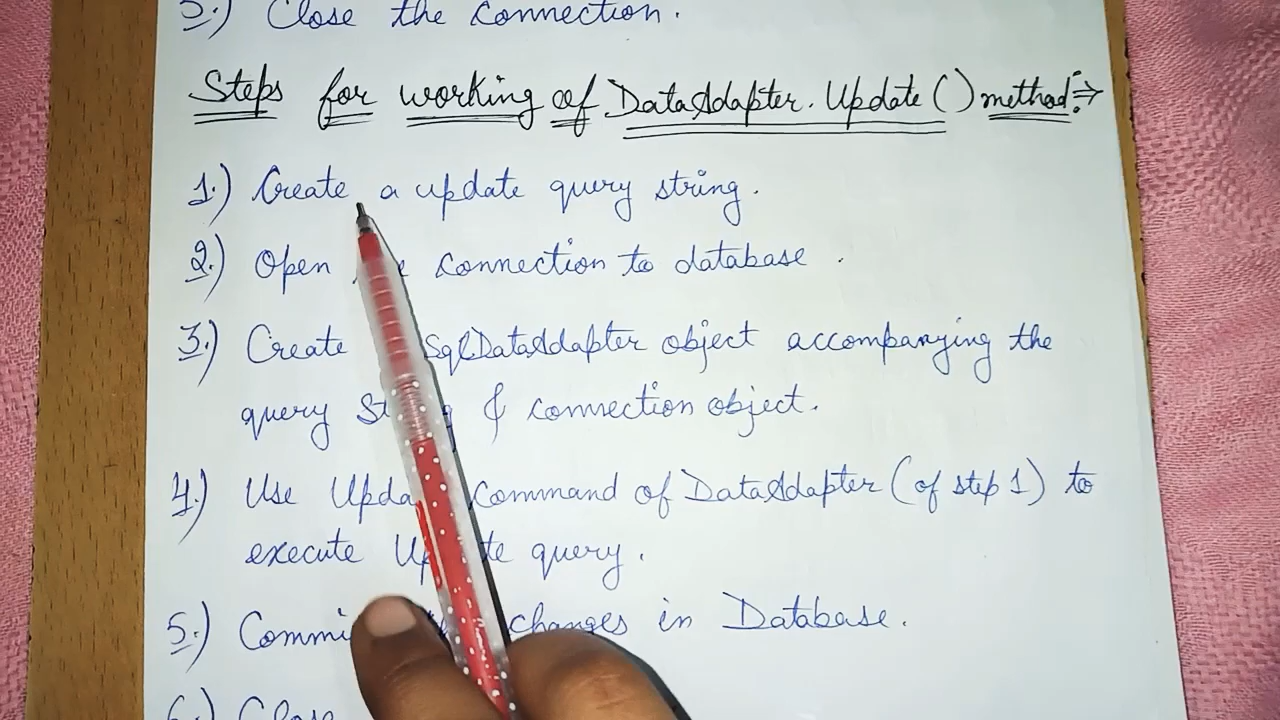 5.) Close the connection.
Steps for working of DataAdapter.Update() method:⇒
1.) Create a update query string.
2.) Open connection to database.
3.) Create SqlDataAdapter object accompanying the
query & connection object.
4.) Use Command of DataAdapter (of step 1) to
execute query.
5.) changes in Database.
6.) Close